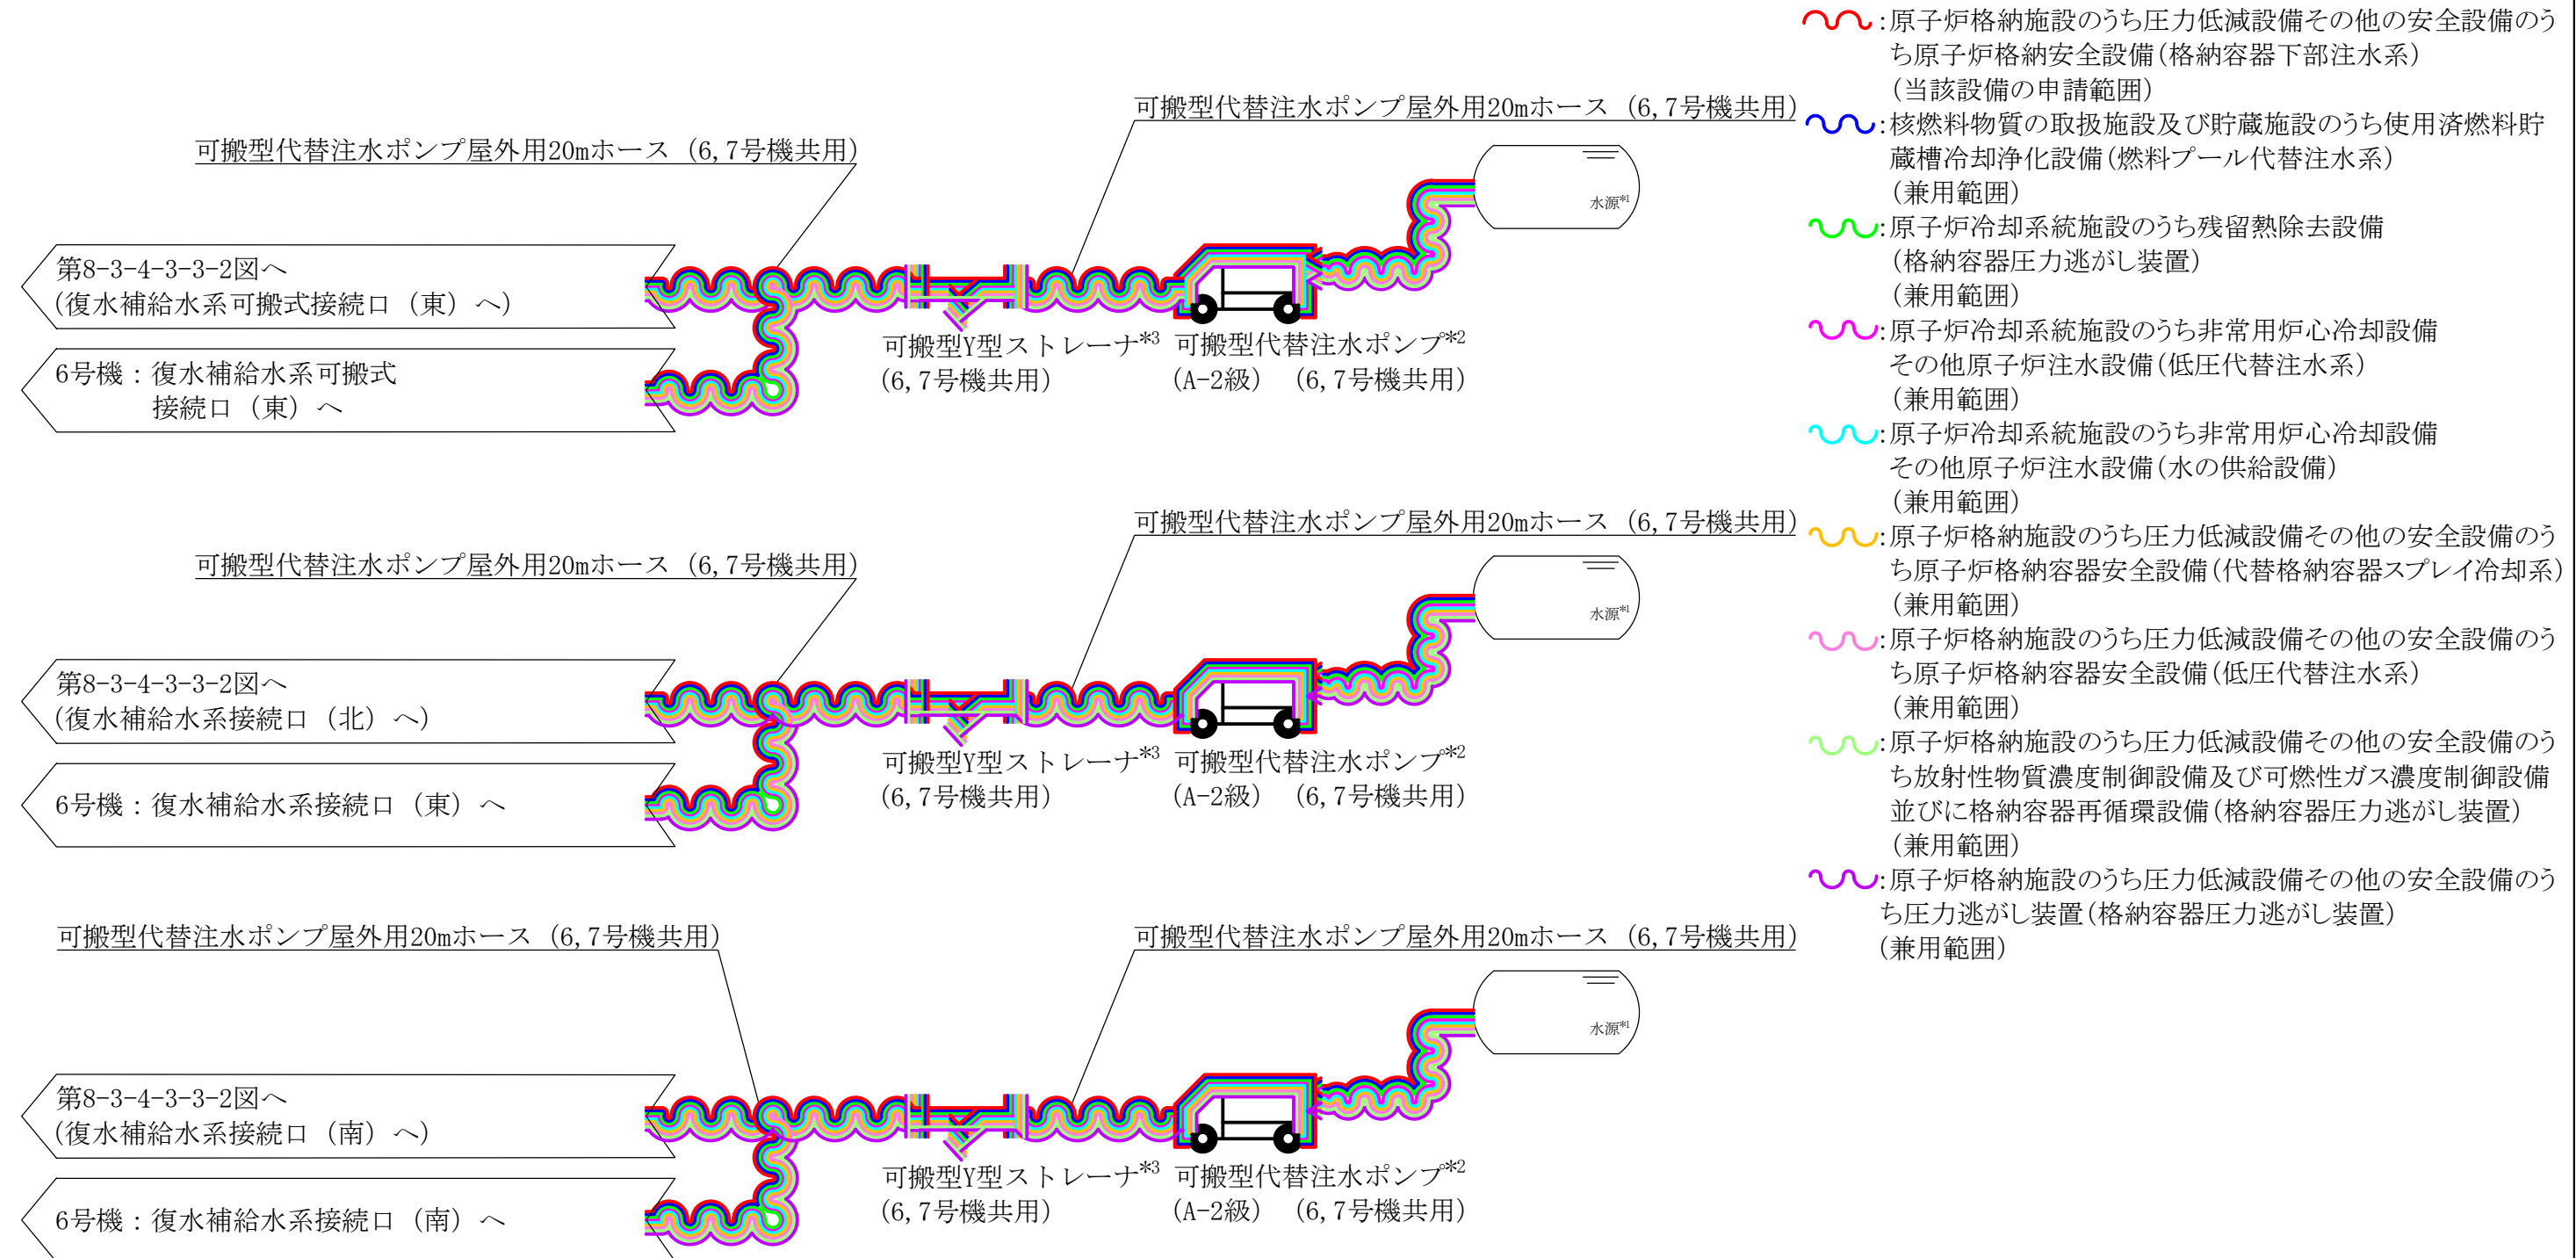 可搬型代替注水ポンプ屋外用20mホース (6,7号機共用)
可搬型代替注水ポンプ屋外用20mホース (6,7号機共用)
水源*1
第8-3-4-3-3-2図へ
(復水補給水系可搬式接続口 (東) へ)
6号機：復水補給水系可搬式
接続口 (東) へ
可搬型Y型ストレーナ*3
(6,7号機共用)
可搬型代替注水ポンプ*2
(A-2級) (6,7号機共用)
可搬型代替注水ポンプ屋外用20mホース (6,7号機共用)
可搬型代替注水ポンプ屋外用20mホース (6,7号機共用)
水源*1
第8-3-4-3-3-2図へ
(復水補給水系接続口 (北) へ)
6号機：復水補給水系接続口 (東) へ
可搬型Y型ストレーナ*3
(6,7号機共用)
可搬型代替注水ポンプ*2
(A-2級) (6,7号機共用)
可搬型代替注水ポンプ屋外用20mホース (6,7号機共用)
可搬型代替注水ポンプ屋外用20mホース (6,7号機共用)
水源*1
第8-3-4-3-3-2図へ
(復水補給水系接続口 (南) へ)
6号機：復水補給水系接続口 (南) へ
可搬型Y型ストレーナ*3
(6,7号機共用)
可搬型代替注水ポンプ*2
(A-2級) (6,7号機共用)
:原子炉格納施設のうち圧力低減設備その他の安全設備のう
ち原子炉格納安全設備(格納容器下部注水系)
(当該設備の申請範囲)
:核燃料物質の取扱施設及び貯蔵施設のうち使用済燃料貯
蔵槽冷却浄化設備(燃料プール代替注水系)
(兼用範囲)
:原子炉冷却系統施設のうち残留熱除去設備
(格納容器圧力逃がし装置)
(兼用範囲)
:原子炉冷却系統施設のうち非常用炉心冷却設備
その他原子炉注水設備(低圧代替注水系)
(兼用範囲)
:原子炉冷却系統施設のうち非常用炉心冷却設備
その他原子炉注水設備(水の供給設備)
(兼用範囲)
:原子炉格納施設のうち圧力低減設備その他の安全設備のう
ち原子炉格納容器安全設備(代替格納容器スプレイ冷却系)
(兼用範囲)
:原子炉格納施設のうち圧力低減設備その他の安全設備のう
ち原子炉格納容器安全設備(低圧代替注水系)
(兼用範囲)
:原子炉格納施設のうち圧力低減設備その他の安全設備のう
ち放射性物質濃度制御設備及び可燃性ガス濃度制御設備
並びに格納容器再循環設備(格納容器圧力逃がし装置)
(兼用範囲)
:原子炉格納施設のうち圧力低減設備その他の安全設備のう
ち圧力逃がし装置(格納容器圧力逃がし装置)
(兼用範囲)